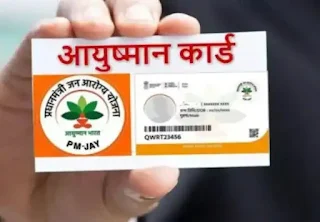 आयुष्मान कार्ड
प्रधानमंत्री जन आरोग्य योजना
आयुष्मान भारत
PM-JAY
QWRT23456